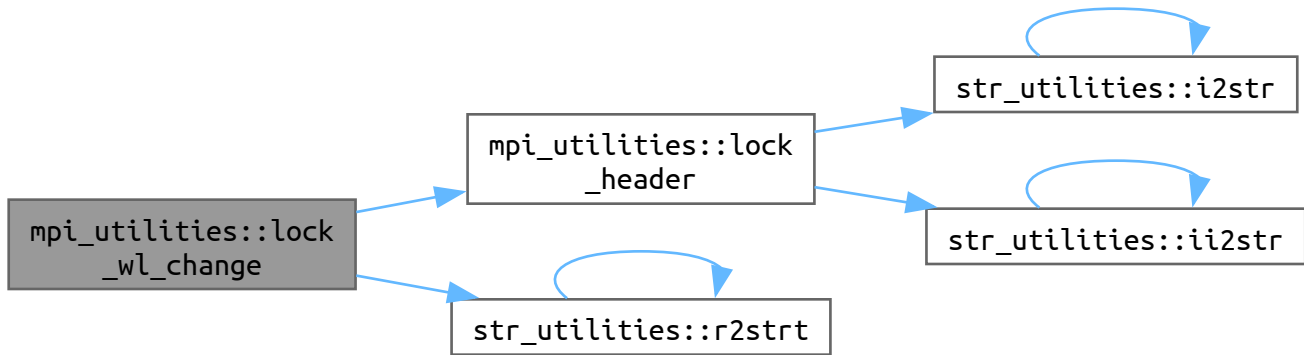 str_utilities::i2str
mpi_utilities::lock
_header
mpi_utilities::lock
_wl_change
str_utilities::ii2str
str_utilities::r2strt